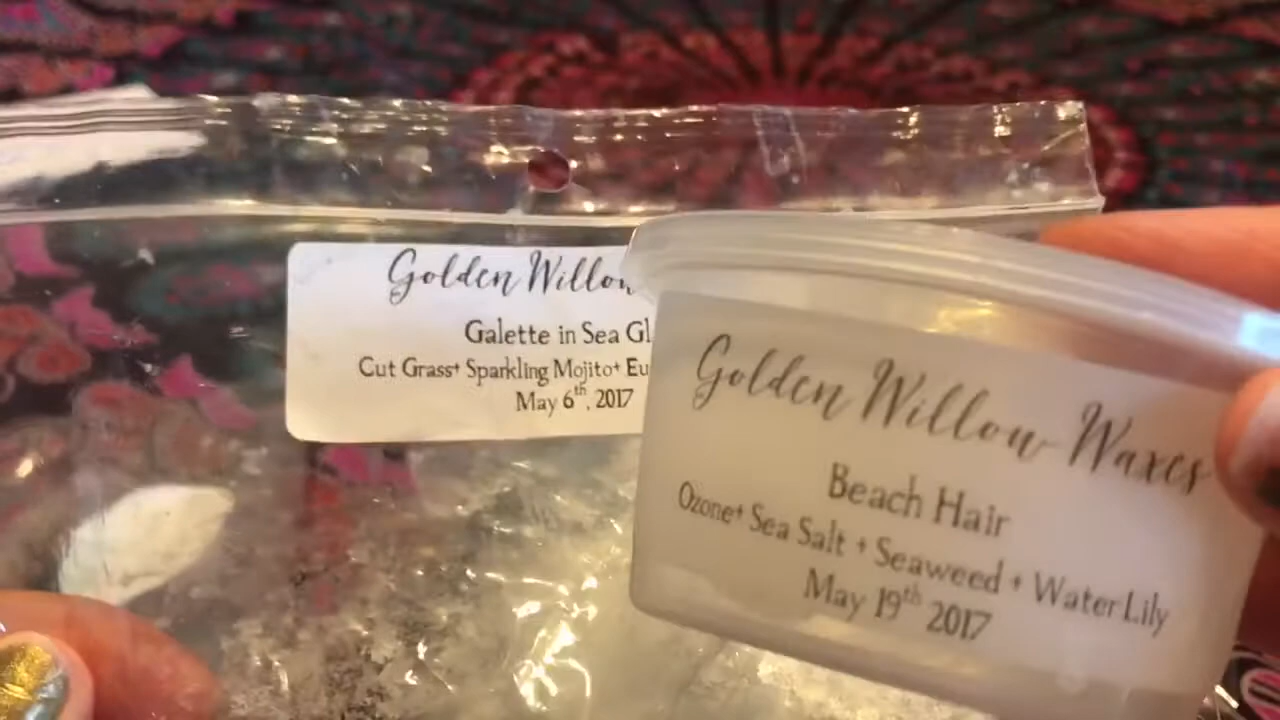 Golden Willow
Galette in Sea Gl
Cut Grass+ Sparkling Mojito+ Eu
May 6th, 2017
Golden Willow Waxes
Beach Hair
Ozone+ Sea Salt + Seaweed + Water Lily
May 19th 2017